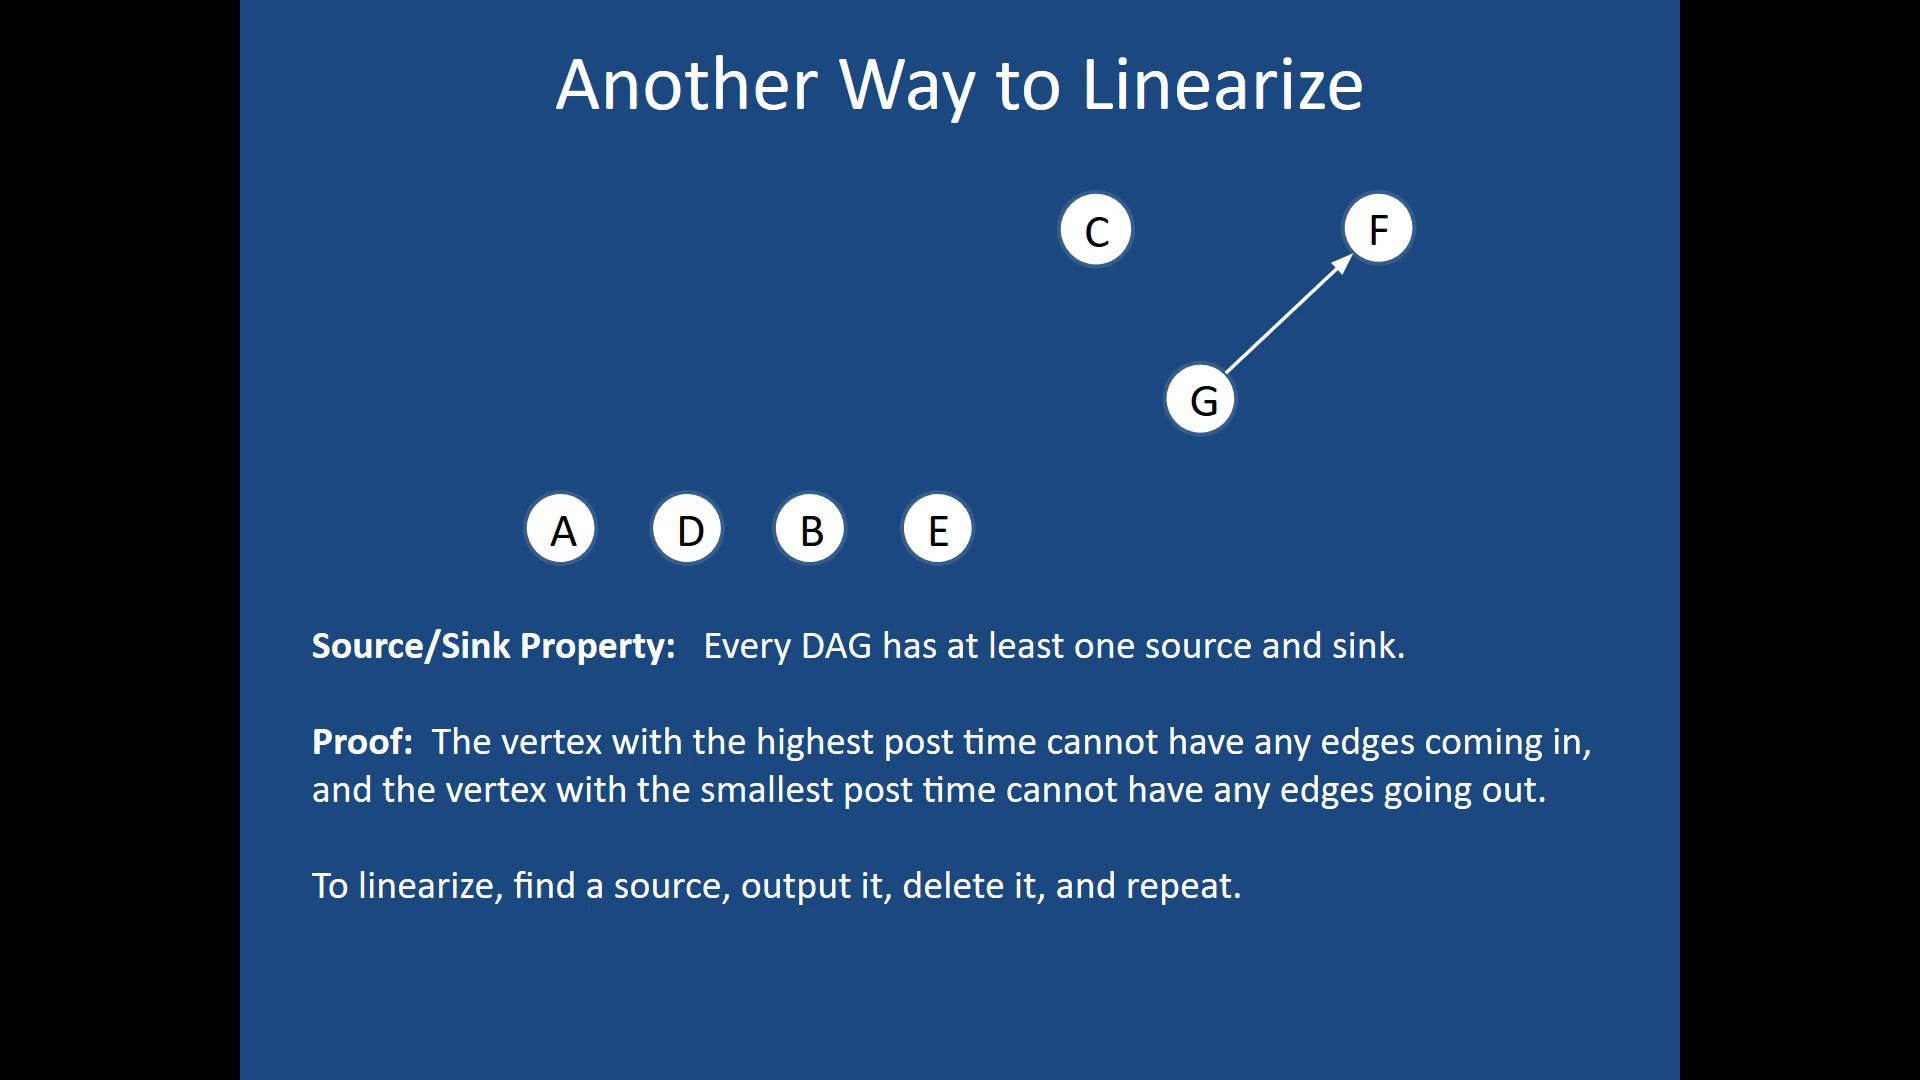 Another Way to Linearize
C
F
G
A
D
B
E
Source/Sink Property: Every DAG has at least one source and sink.
Proof: The vertex with the highest post time cannot have any edges coming in,
and the vertex with the smallest post time cannot have any edges going out.
To linearize, find a source, output it, delete it, and repeat.